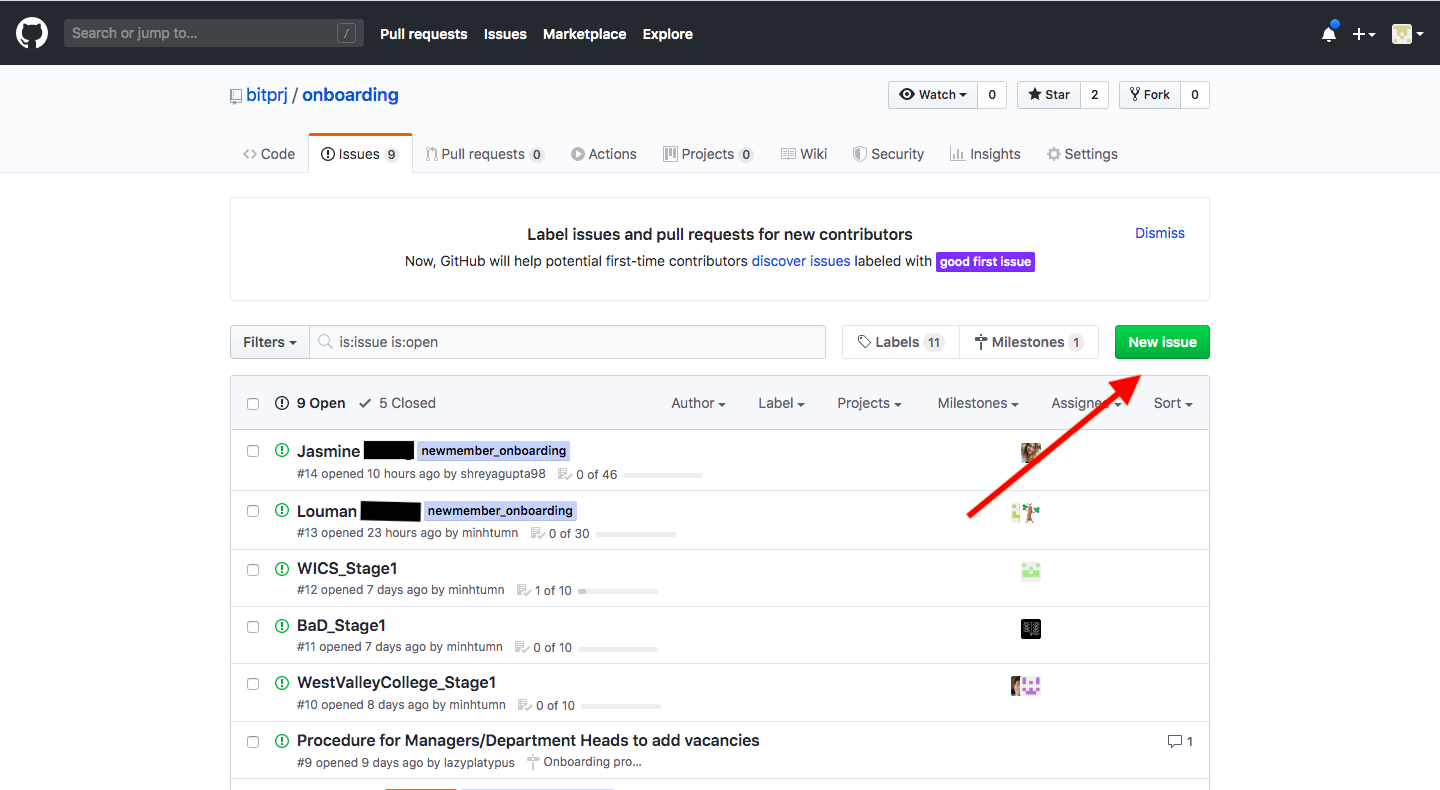 Search or jump to... /
Pull requests Issues Marketplace Explore
bitprj / onboarding
Watch 0 Star 2 Fork 0
Code Issues 9 Pull requests 0 Actions Projects 0 Wiki Security Insights Settings
Label issues and pull requests for new contributors
Dismiss
Now, GitHub will help potential first-time contributors discover issues labeled with good first issue
Filters is:issue is:open Labels 11 Milestones 1 New issue
9 Open 5 Closed Author Label Projects Milestones Assignee Sort
Jasmine newmember_onboarding
#14 opened 10 hours ago by shreyagupta98 0 of 46
Louman newmember_onboarding
#13 opened 23 hours ago by minhtumn 0 of 30
WICS_Stage1
#12 opened 7 days ago by minhtumn 1 of 10
BaD_Stage1
#11 opened 7 days ago by minhtumn 0 of 10
WestValleyCollege_Stage1
#10 opened 8 days ago by minhtumn 0 of 10
Procedure for Managers/Department Heads to add vacancies 1
#9 opened 9 days ago by lazyplatypus Onboarding pro...